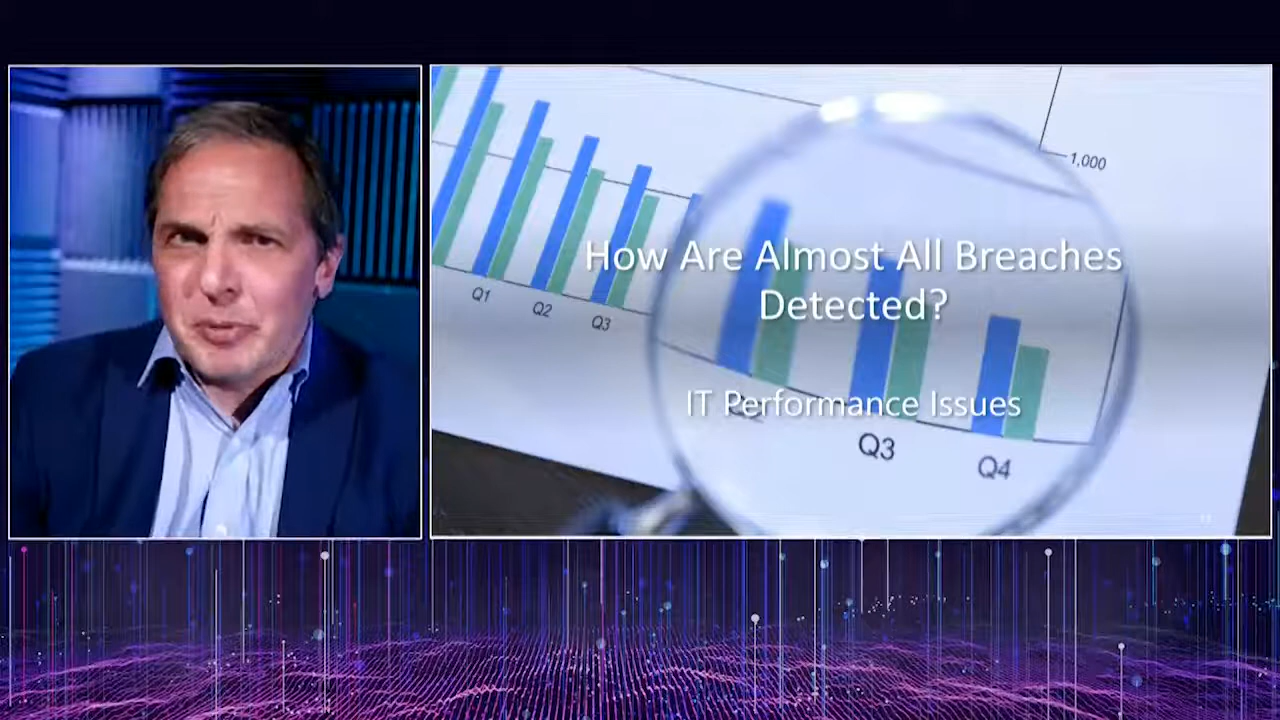 1,000
How Are Almost All Breaches
Detected?
Q1
Q2
Q3
IT Performance Issues
Q3
Q4